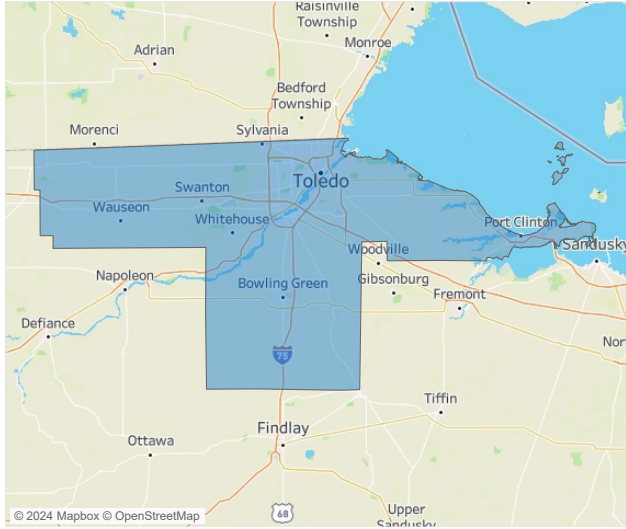 Raisinville
Township
Monroe
Adrian
Bedford
Township
Morenci
Sylvania
Toledo
Swanton
Wauseon
Whitehouse
Port Clinton
Woodville
Sandusky
Napoleon
Bowling Green
Gibsonburg
Fremont
Defiance
Nor
75
Tiffin
Findlay
Ottawa
68
Upper
Sandusky
© 2024 Mapbox © OpenStreetMap